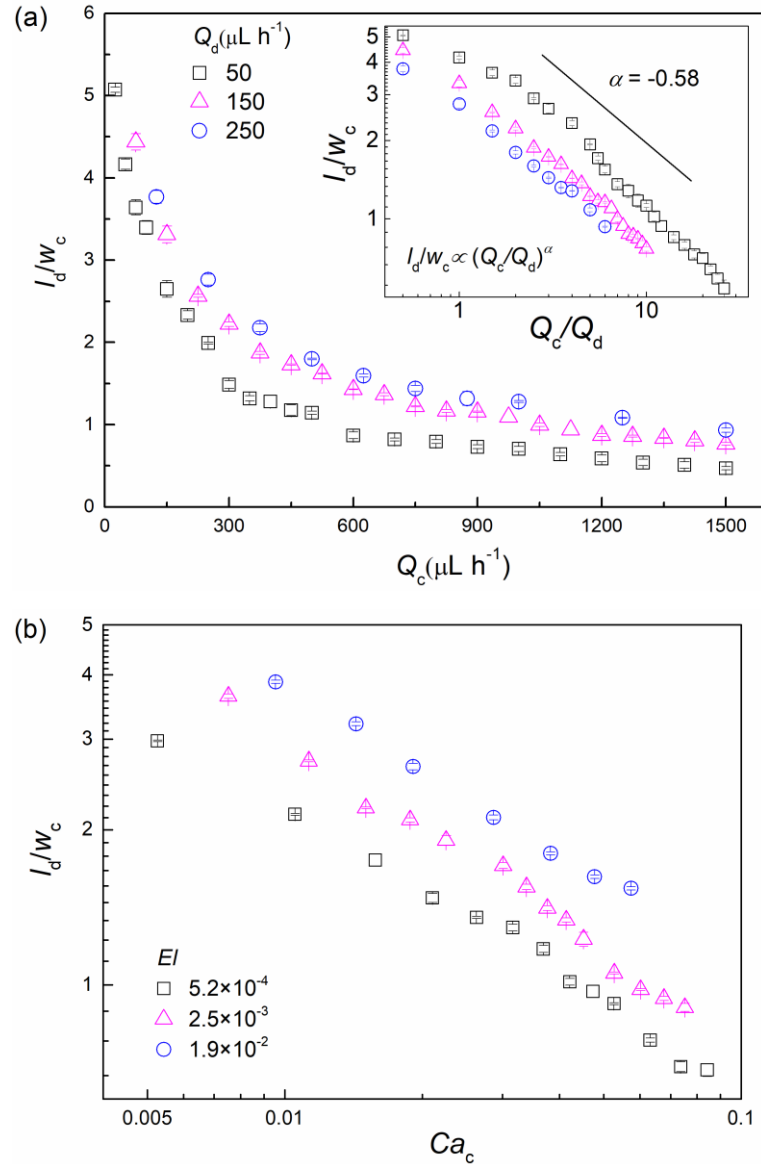 (a)
6
5
4
3
2
1
0
0
300
600
900
1200
1500
l_d/w_c
Q_c(μL h⁻¹)
Q_d(μL h⁻¹)
50
150
250
5
4
3
2
1
1
10
l_d/w_c
Q_c/Q_d
α = -0.58
l_d/w_c ∝ (Q_c/Q_d)^α
(b)
5
4
3
2
1
0.005
0.01
0.1
l_d/w_c
Ca_c
El
5.2×10⁻⁴
2.5×10⁻³
1.9×10⁻²